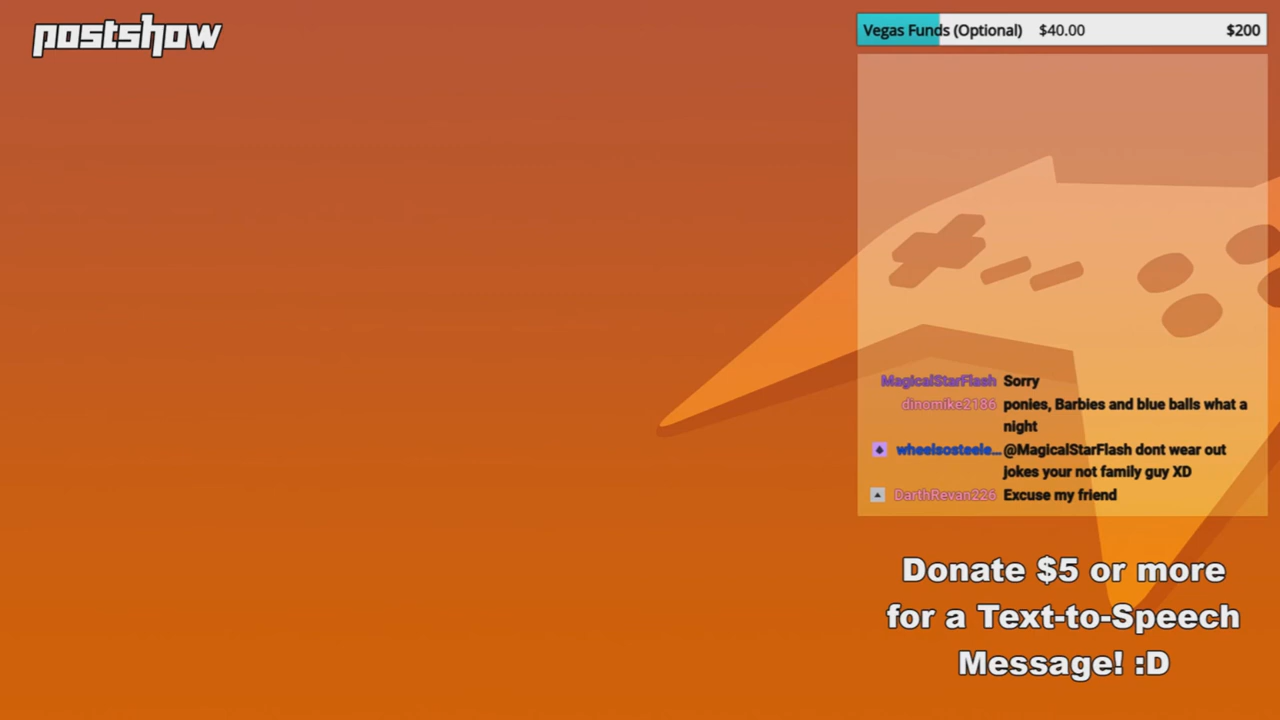 postshow
Vegas Funds (Optional) $40.00 $200
MagicalStarFlash Sorry
dinomike2186 ponies, Barbies and blue balls what a
night
wheelsosteele... @MagicalStarFlash dont wear out
jokes your not family guy XD
DarthRevan226 Excuse my friend
Donate $5 or more
for a Text-to-Speech
Message! :D